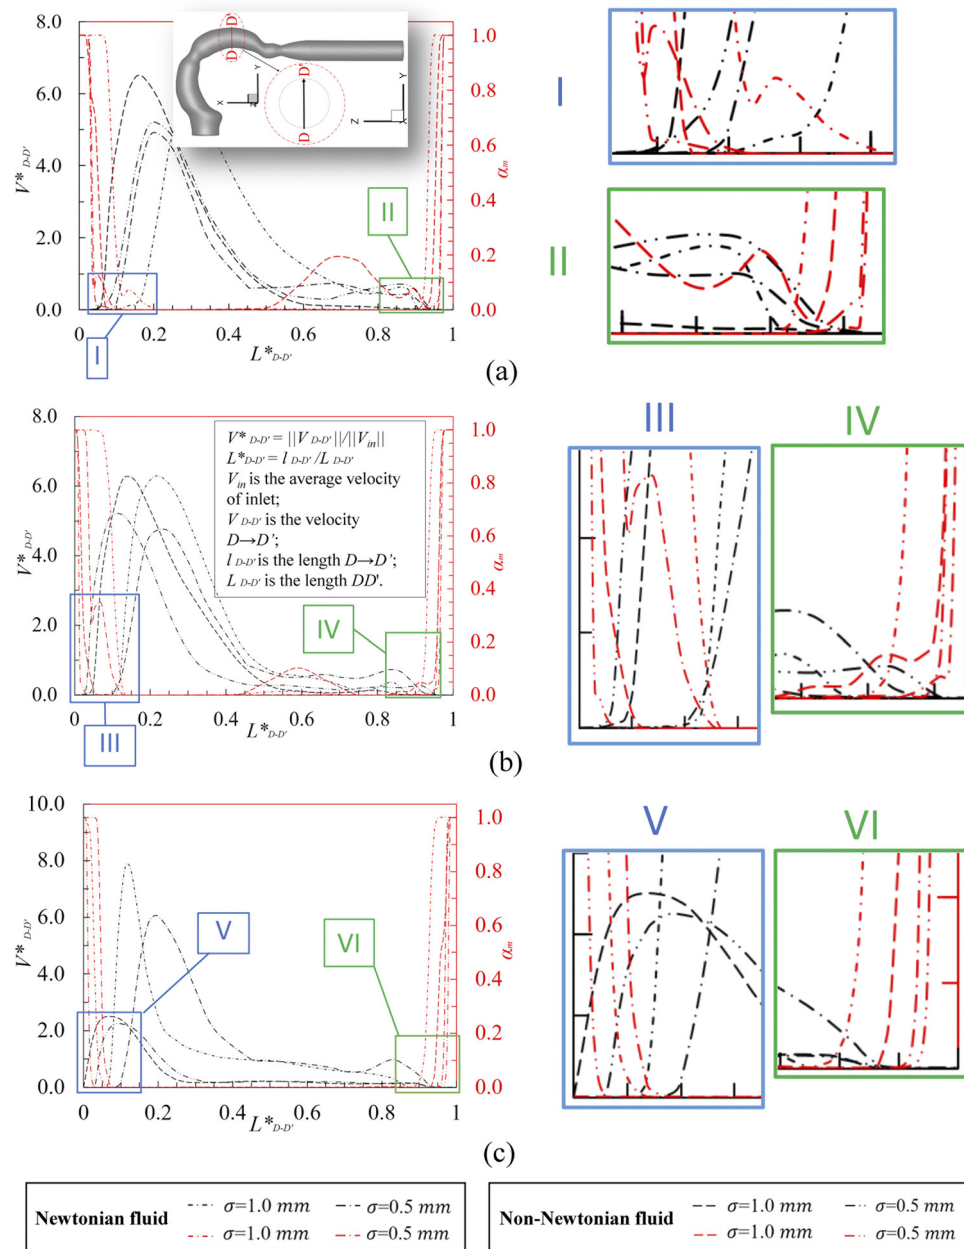 8.0
6.0
4.0
2.0
0.0
V*D-D'
0
0.2
0.4
0.6
0.8
1
L*D-D'
1.0
0.8
0.6
0.4
0.2
0.0
αm
D'
D
D'
D
X
Y
Z
Z
Y
X
I
II
I
II
(a)
8.0
6.0
4.0
2.0
0.0
V*D-D'
0
0.2
0.4
0.6
0.8
1
L*D-D'
1.0
0.8
0.6
0.4
0.2
0.0
αm
V*D-D' = ||V D-D' ||/||Vin||
L*D-D' = l D-D' /L D-D'
Vin is the average velocity
of inlet;
V D-D' is the velocity
D→D';
l D-D' is the length D→D';
L D-D' is the length DD'.
III
IV
III
IV
(b)
10.0
8.0
6.0
4.0
2.0
0.0
V*D-D'
0
0.2
0.4
0.6
0.8
1
L*D-D'
1.0
0.8
0.6
0.4
0.2
0.0
αm
V
VI
V
VI
(c)
Newtonian fluid
σ=1.0 mm
σ=0.5 mm
σ=1.0 mm
σ=0.5 mm
Non-Newtonian fluid
σ=1.0 mm
σ=0.5 mm
σ=1.0 mm
σ=0.5 mm